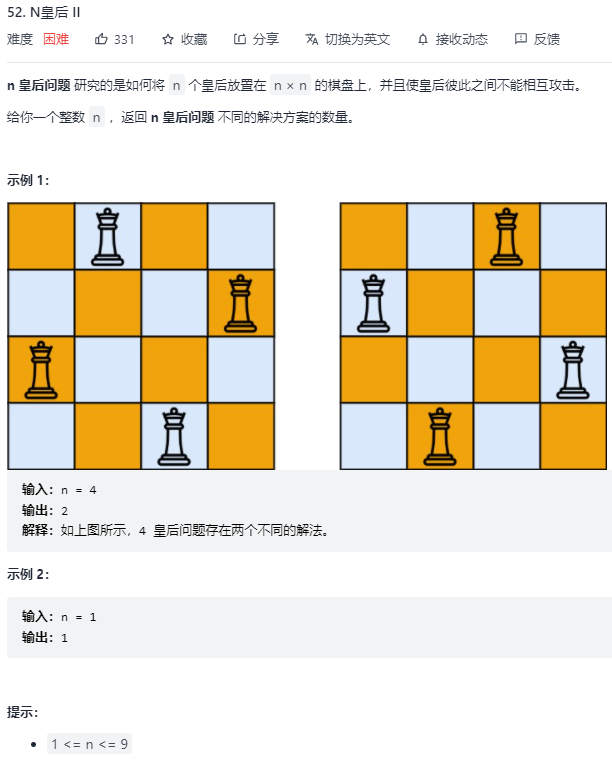 52. N皇后 II
难度 困难 331 收藏 分享 切换为英文 接收动态 反馈
n 皇后问题 研究的是如何将 n 个皇后放置在 n × n 的棋盘上，并且使皇后彼此之间不能相互攻击。
给你一个整数 n ，返回 n 皇后问题 不同的解决方案的数量。
示例 1：
输入：n = 4
输出：2
解释：如上图所示，4 皇后问题存在两个不同的解法。
示例 2：
输入：n = 1
输出：1
提示：
• 1 <= n <= 9